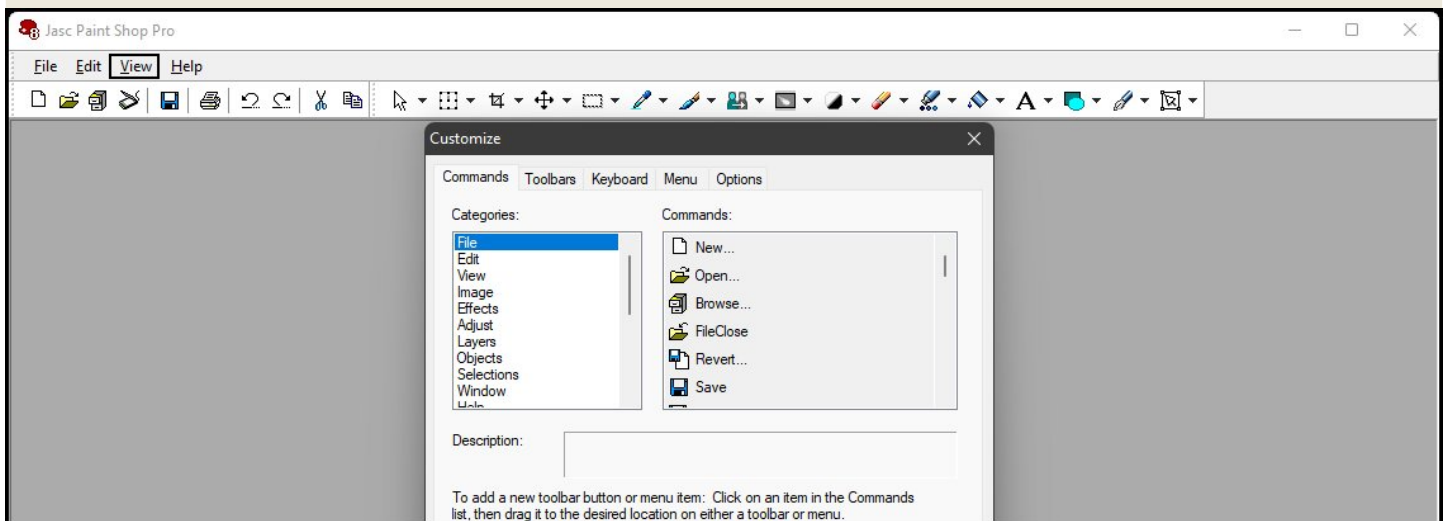 Jasc Paint Shop Pro
File Edit View Help
Customize
Commands Toolbars Keyboard Menu Options
Categories: Commands:
File
Edit
View
Image
Effects
Adjust
Layers
Objects
Selections
Window
Help
New...
Open...
Browse...
FileClose
Revert...
Save
Description:
To add a new toolbar button or menu item: Click on an item in the Commands
list, then drag it to the desired location on either a toolbar or menu.